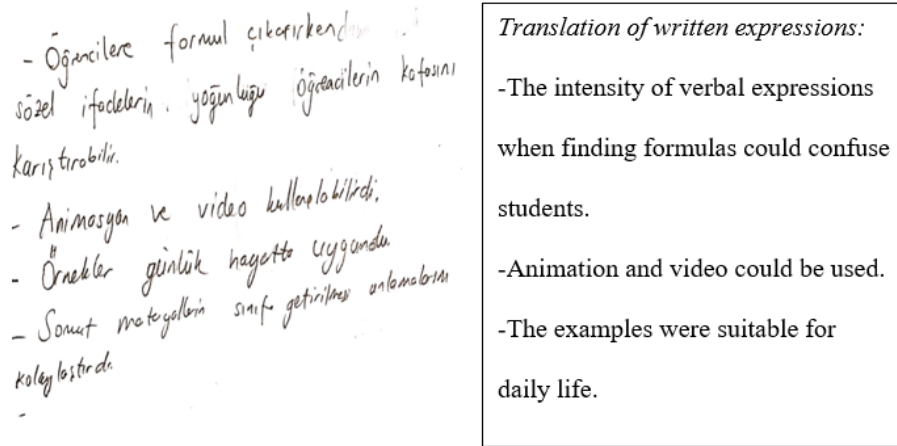 - Öğrencilere formul çıkarırken
sözel ifadelerin yoğunluğu öğrencilerin kafasını
karıştırabilir.
- Animasyon ve video kullanılabilirdi.
- Örnekler günlük hayatta uygundu.
- Somut materyallerin sınıfa getirilmesi anlamalarını
kolaylaştırdı.
-
Translation of written expressions:
-The intensity of verbal expressions
when finding formulas could confuse
students.
-Animation and video could be used.
-The examples were suitable for
daily life.